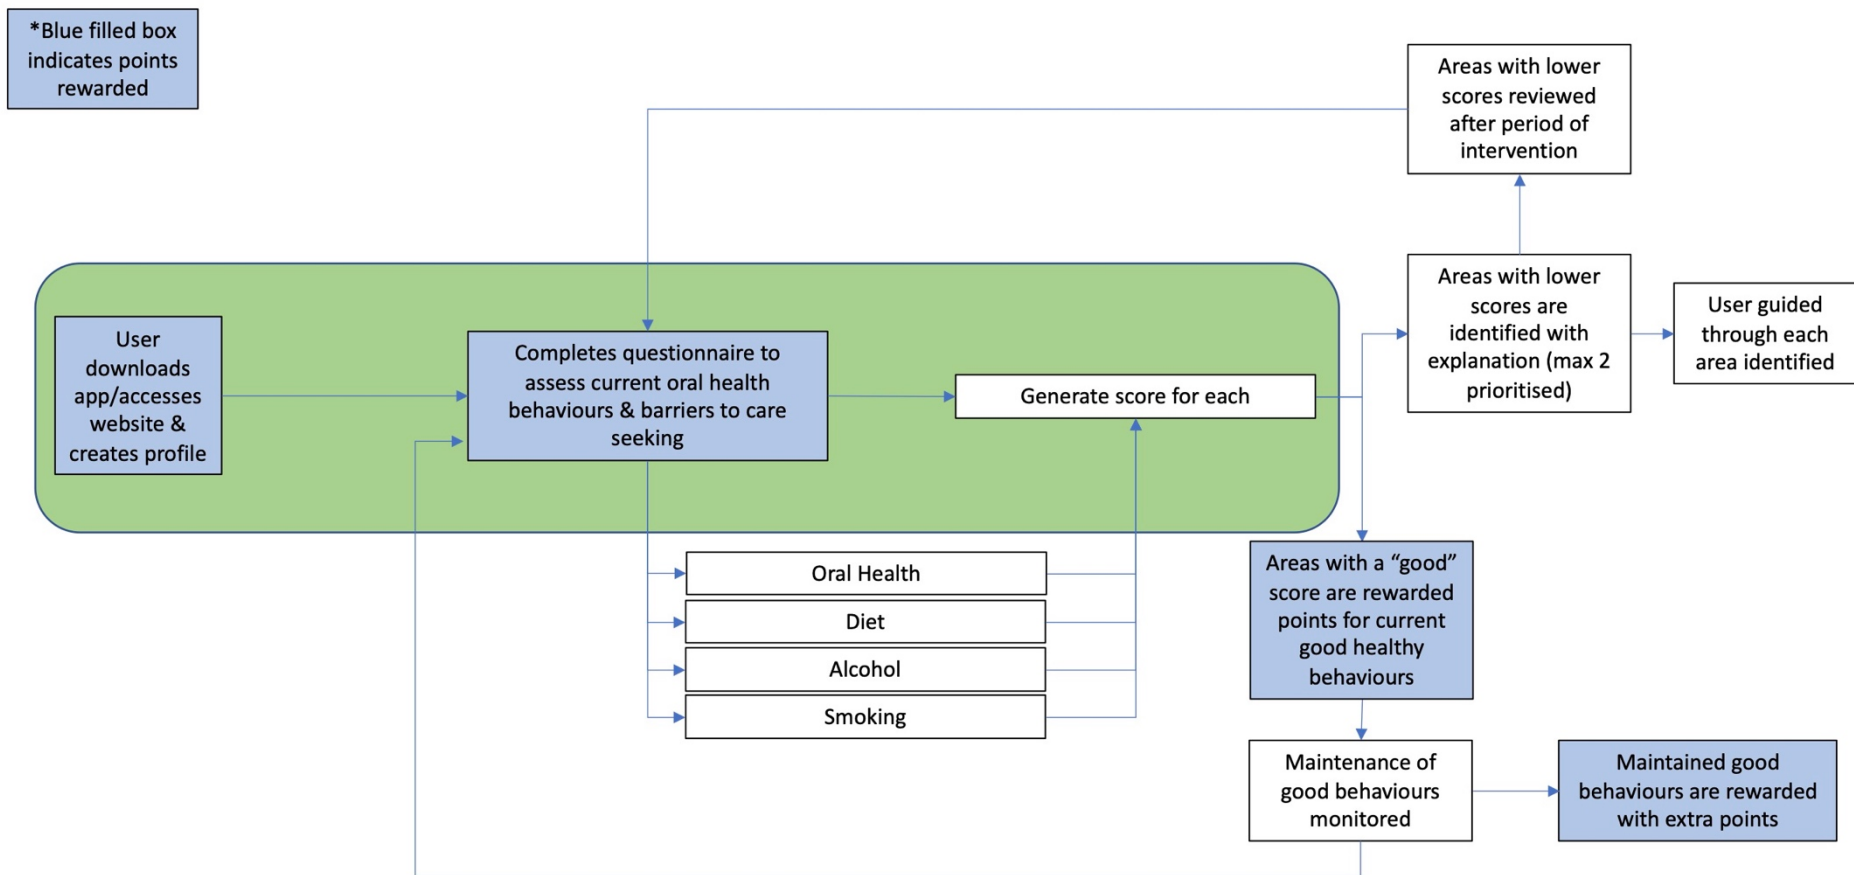 *Blue filled box
indicates points
rewarded
Areas with lower
scores reviewed
after period of
intervention
User
downloads
app/accesses
website &
creates profile
Completes questionnaire to
assess current oral health
behaviours & barriers to care
seeking
Generate score for each
Areas with lower
scores are
identified with
explanation (max 2
prioritised)
User guided
through each
area identified
Oral Health
Diet
Alcohol
Smoking
Areas with a “good”
score are rewarded
points for current
good healthy
behaviours
Maintenance of
good behaviours
monitored
Maintained good
behaviours are rewarded
with extra points